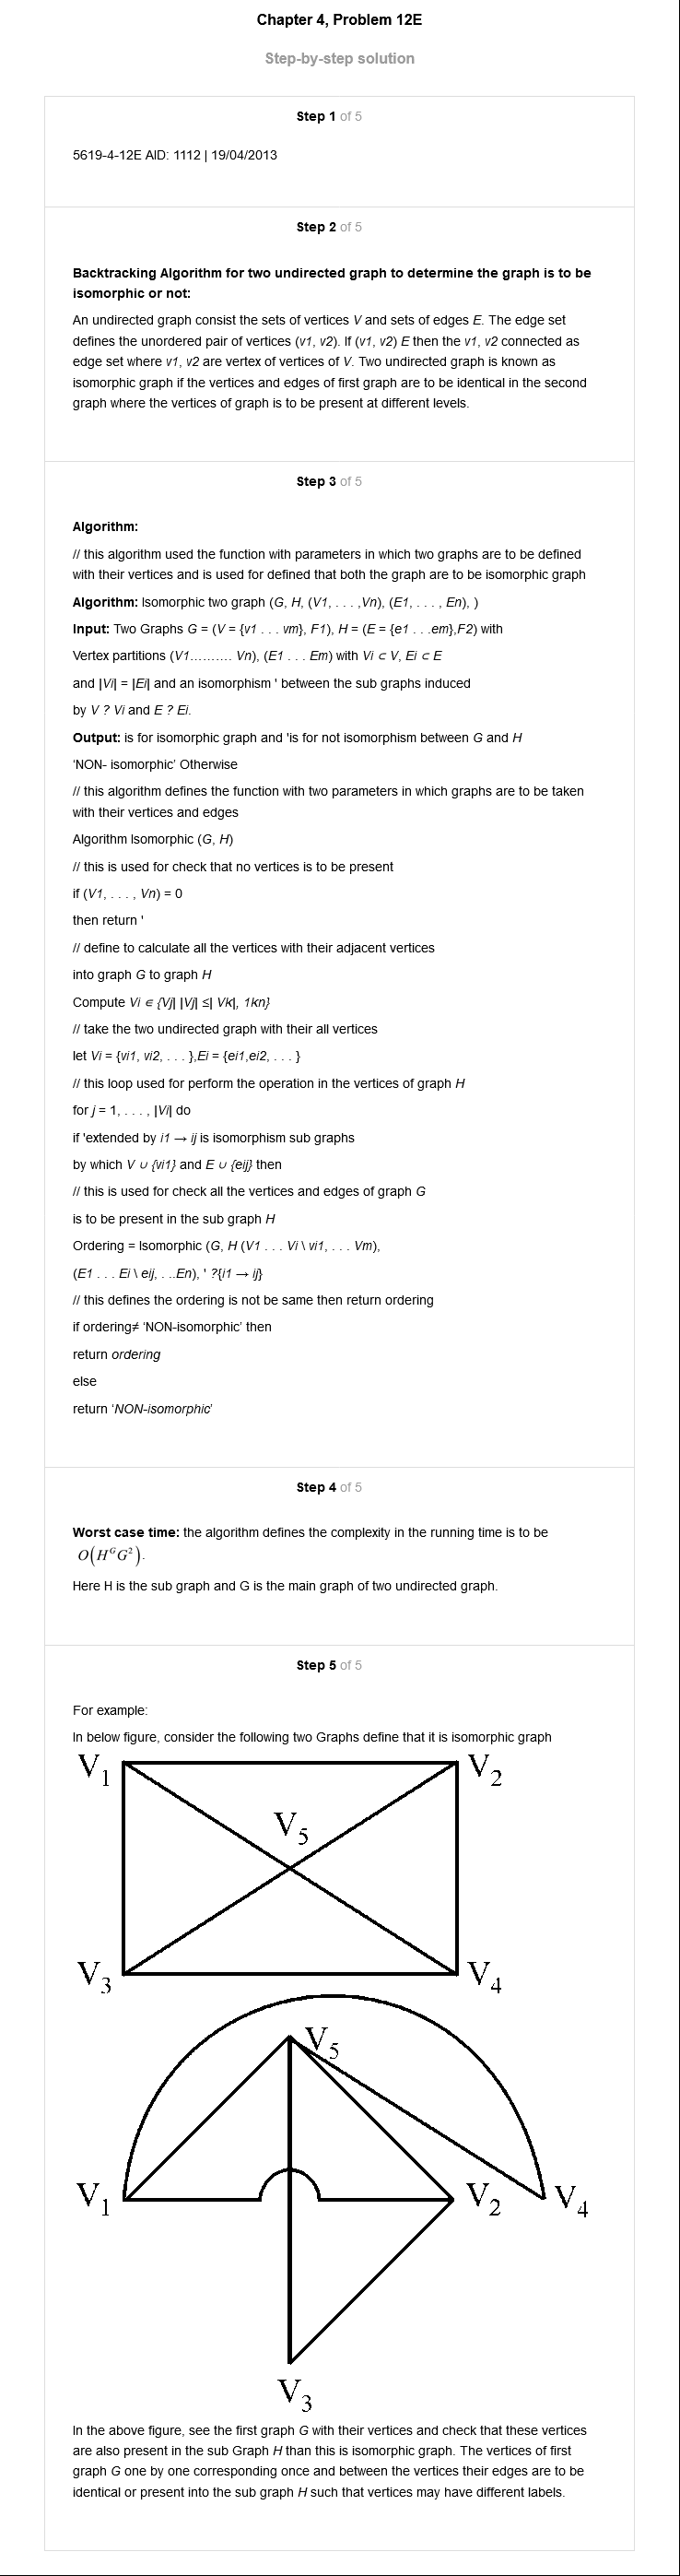 Chapter 4, Problem 12E
Step-by-step solution
Step 1 of 5
5619-4-12E AID: 1112 | 19/04/2013
Step 2 of 5
Backtracking Algorithm for two undirected graph to determine the graph is to be
isomorphic or not:
An undirected graph consist the sets of vertices V and sets of edges E. The edge set
defines the unordered pair of vertices (v1, v2). If (v1, v2) E then the v1, v2 connected as
edge set where v1, v2 are vertex of vertices of V. Two undirected graph is known as
isomorphic graph if the vertices and edges of first graph are to be identical in the second
graph where the vertices of graph is to be present at different levels.
Step 3 of 5
Algorithm:
// this algorithm used the function with parameters in which two graphs are to be defined
with their vertices and is used for defined that both the graph are to be isomorphic graph
Algorithm: Isomorphic two graph (G, H, (V1, . . . ,Vn), (E1, . . . , En), )
Input: Two Graphs G = (V = {v1 . . . vm}, F1), H = (E = {e1 . . .em},F2) with
Vertex partitions (V1.......... Vn), (E1 . . . Em) with Vi ⊂ V, Ei ⊂ E
and |Vi| = |Ei| and an isomorphism ' between the sub graphs induced
by V ? Vi and E ? Ei.
Output: is for isomorphic graph and 'is for not isomorphism between G and H
‘NON- isomorphic’ Otherwise
// this algorithm defines the function with two parameters in which graphs are to be taken
with their vertices and edges
Algorithm Isomorphic (G, H)
// this is used for check that no vertices is to be present
if (V1, . . . , Vn) = 0
then return '
// define to calculate all the vertices with their adjacent vertices
into graph G to graph H
Compute Vi ∈ {Vj| |Vj| ≤| Vk|, 1kn}
// take the two undirected graph with their all vertices
let Vi = {vi1, vi2, . . . },Ei = {ei1,ei2, . . . }
// this loop used for perform the operation in the vertices of graph H
for j = 1, . . . , |Vi| do
if 'extended by i1 → ij is isomorphism sub graphs
by which V ∪ {vi1} and E ∪ {eij} then
// this is used for check all the vertices and edges of graph G
is to be present in the sub graph H
Ordering = Isomorphic (G, H (V1 . . . Vi \ vi1, . . . Vm),
(E1 . . . Ei \ eij, . ..En), ' ?{i1 → ij}
// this defines the ordering is not be same then return ordering
if ordering≠ ‘NON-isomorphic’ then
return ordering
else
return ‘NON-isomorphic’
Step 4 of 5
Worst case time: the algorithm defines the complexity in the running time is to be
O(H^G G^2).
Here H is the sub graph and G is the main graph of two undirected graph.
Step 5 of 5
For example:
In below figure, consider the following two Graphs define that it is isomorphic graph
V1 V2
V5
V3 V4
V5
V1 V2 V4
V3
In the above figure, see the first graph G with their vertices and check that these vertices
are also present in the sub Graph H than this is isomorphic graph. The vertices of first
graph G one by one corresponding once and between the vertices their edges are to be
identical or present into the sub graph H such that vertices may have different labels.